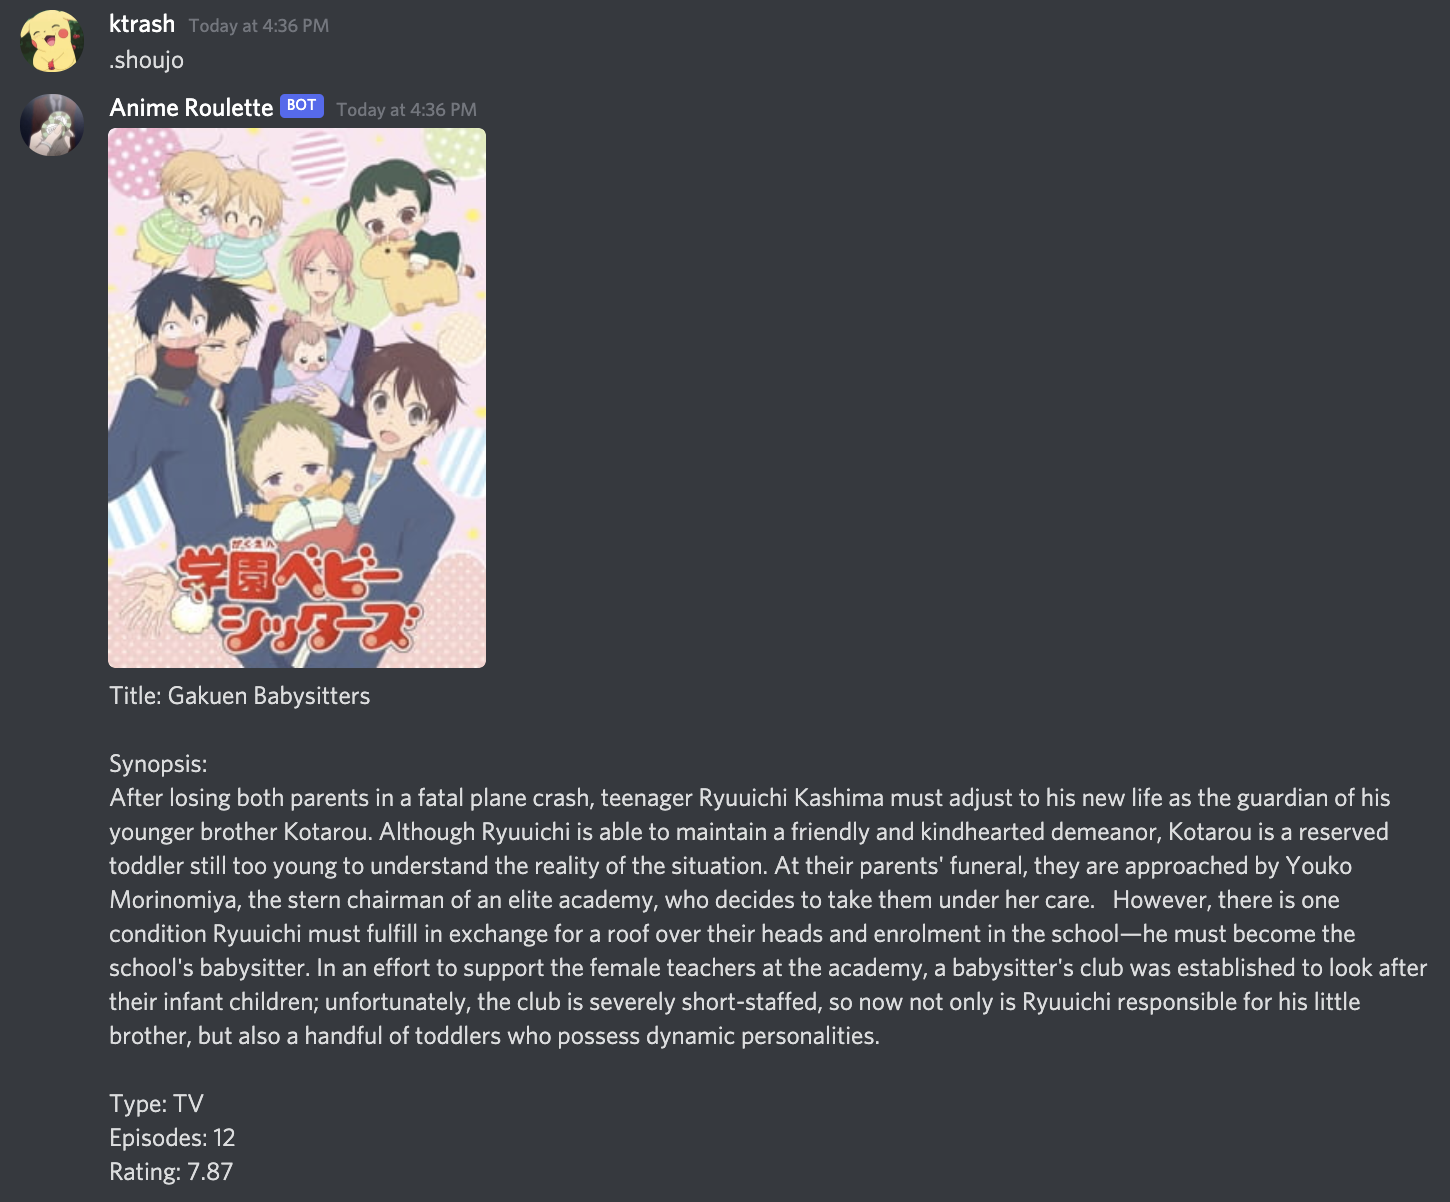 ktrash Today at 4:36 PM
.shoujo
Anime Roulette BOT Today at 4:36 PM
がくえん
学園ベビー
シッターズ
Title: Gakuen Babysitters
Synopsis:
After losing both parents in a fatal plane crash, teenager Ryuuichi Kashima must adjust to his new life as the guardian of his
younger brother Kotarou. Although Ryuuichi is able to maintain a friendly and kindhearted demeanor, Kotarou is a reserved
toddler still too young to understand the reality of the situation. At their parents' funeral, they are approached by Youko
Morinomiya, the stern chairman of an elite academy, who decides to take them under her care.   However, there is one
condition Ryuuichi must fulfill in exchange for a roof over their heads and enrolment in the school—he must become the
school's babysitter. In an effort to support the female teachers at the academy, a babysitter's club was established to look after
their infant children; unfortunately, the club is severely short-staffed, so now not only is Ryuuichi responsible for his little
brother, but also a handful of toddlers who possess dynamic personalities.
Type: TV
Episodes: 12
Rating: 7.87